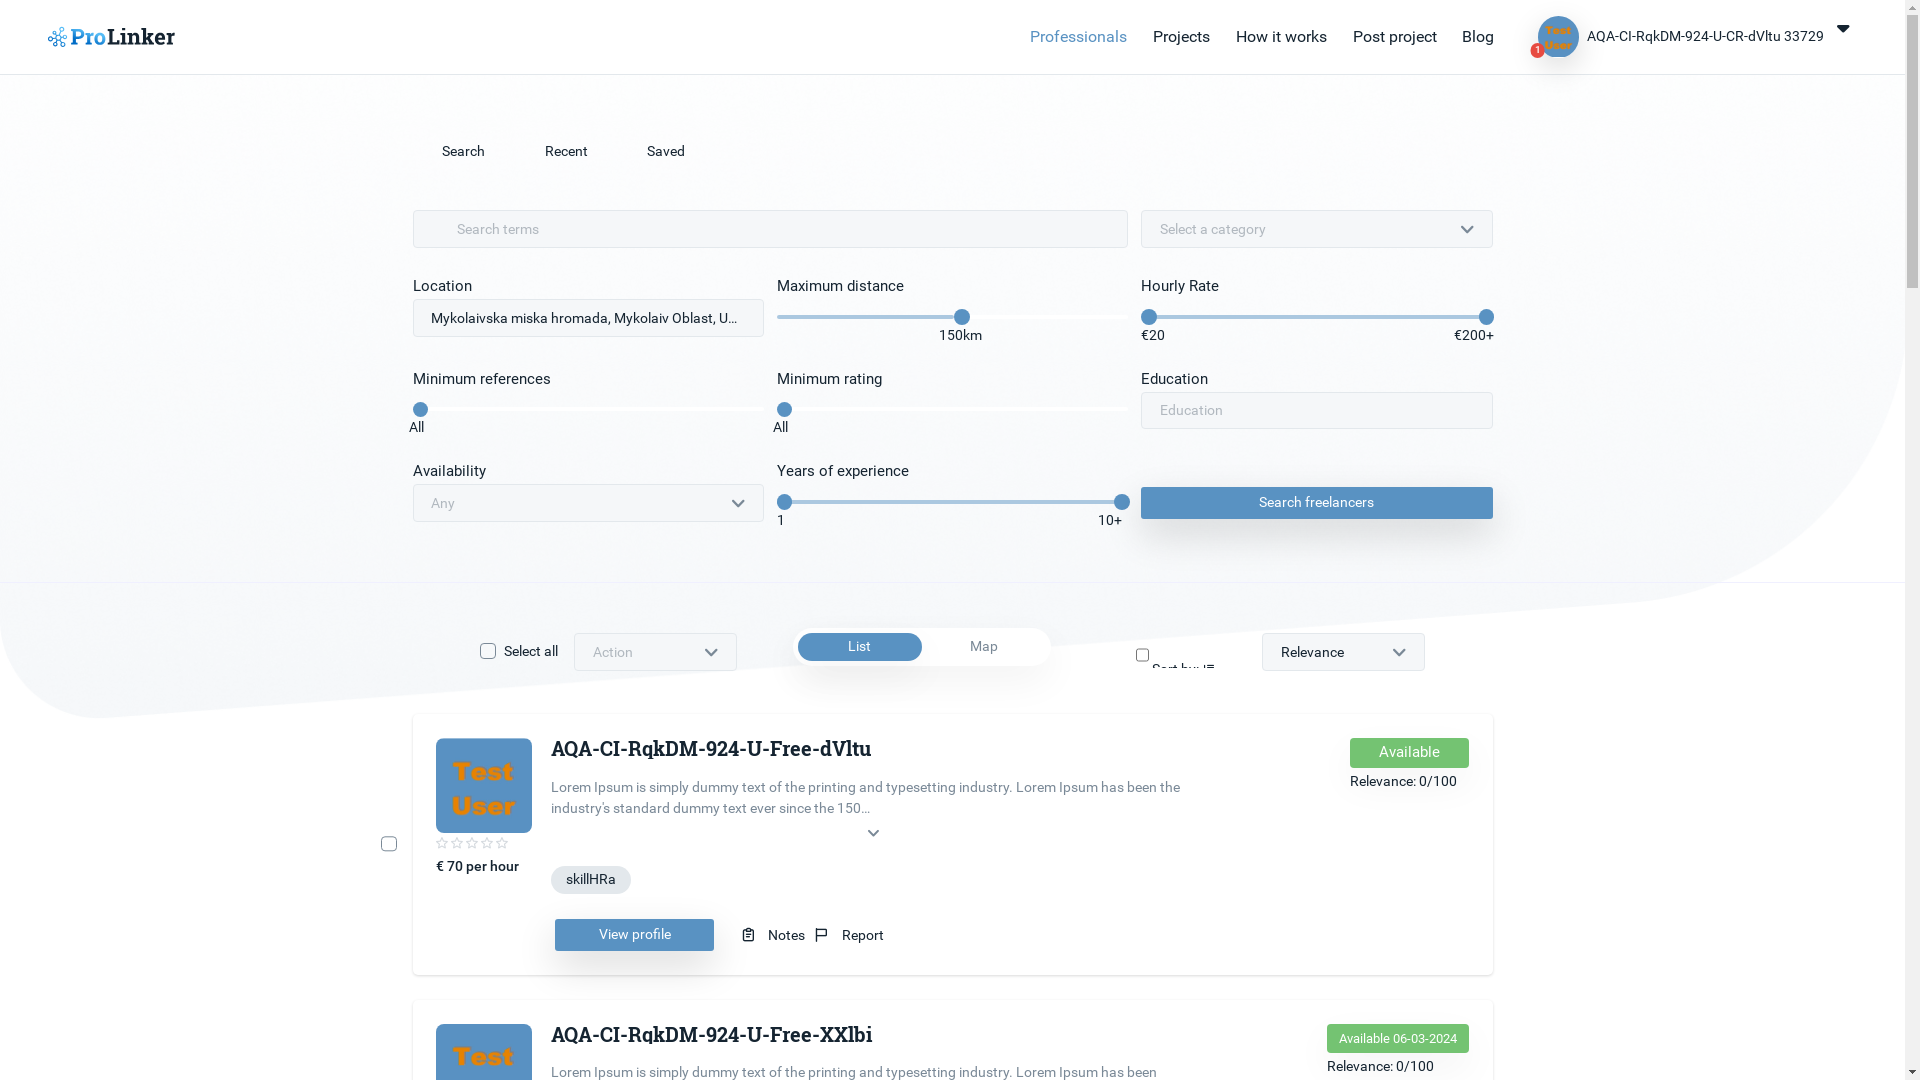 ProLinker
Professionals
Projects
How it works
Post project
Blog
Test
User
1
AQA-CI-RqkDM-924-U-CR-dVltu 33729
Search
Recent
Saved
Search terms
Select a category
Location
Maximum distance
Hourly Rate
Mykolaivska miska hromada, Mykolaiv Oblast, U...
150km
€20
€200+
Minimum references
Minimum rating
Education
All
All
Education
Availability
Years of experience
Any
1
10+
Search freelancers
Select all
Action
List
Map
Sort by:
Relevance
Test
User
AQA-CI-RqkDM-924-U-Free-dVltu
Available
Relevance: 0/100
Lorem Ipsum is simply dummy text of the printing and typesetting industry. Lorem Ipsum has been the
industry's standard dummy text ever since the 150...
€ 70 per hour
skillHRa
View profile
Notes
Report
Test
AQA-CI-RqkDM-924-U-Free-XXlbi
Available 06-03-2024
Relevance: 0/100
Lorem Ipsum is simply dummy text of the printing and typesetting industry. Lorem Ipsum has been